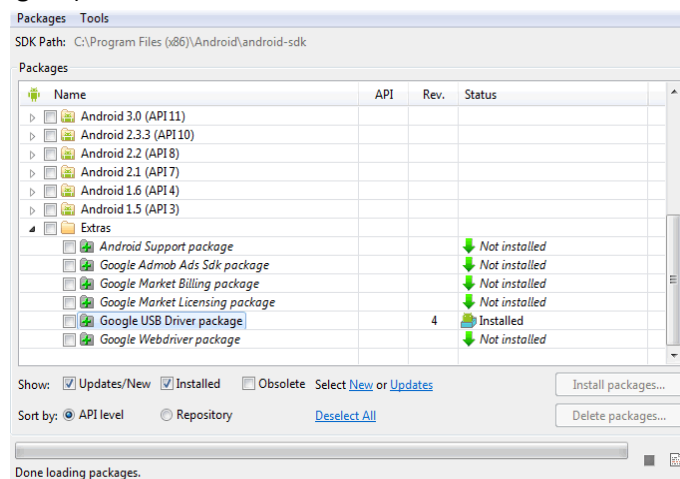 Packages Tools
SDK Path: C:\Program Files (x86)\Android\android-sdk
Packages
Name API Rev. Status
Android 3.0 (API 11)
Android 2.3.3 (API 10)
Android 2.2 (API 8)
Android 2.1 (API 7)
Android 1.6 (API 4)
Android 1.5 (API 3)
Extras
Android Support package Not installed
Google Admob Ads Sdk package Not installed
Google Market Billing package Not installed
Google Market Licensing package Not installed
Google USB Driver package 4 Installed
Google Webdriver package Not installed
Show: Updates/New Installed Obsolete Select New or Updates Install packages...
Sort by: API level Repository Deselect All Delete packages...
Done loading packages.